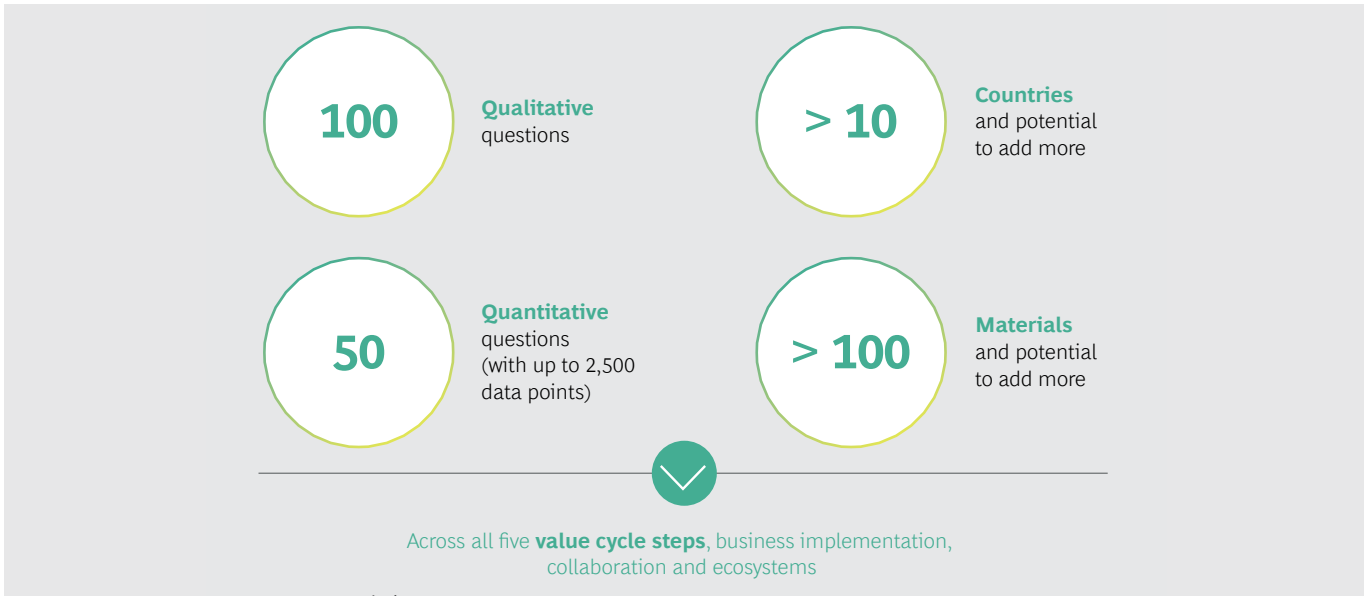 100
Qualitative
questions
> 10
Countries
and potential
to add more
50
Quantitative
questions
(with up to 2,500
data points)
> 100
Materials
and potential
to add more
Across all five value cycle steps, business implementation,
collaboration and ecosystems